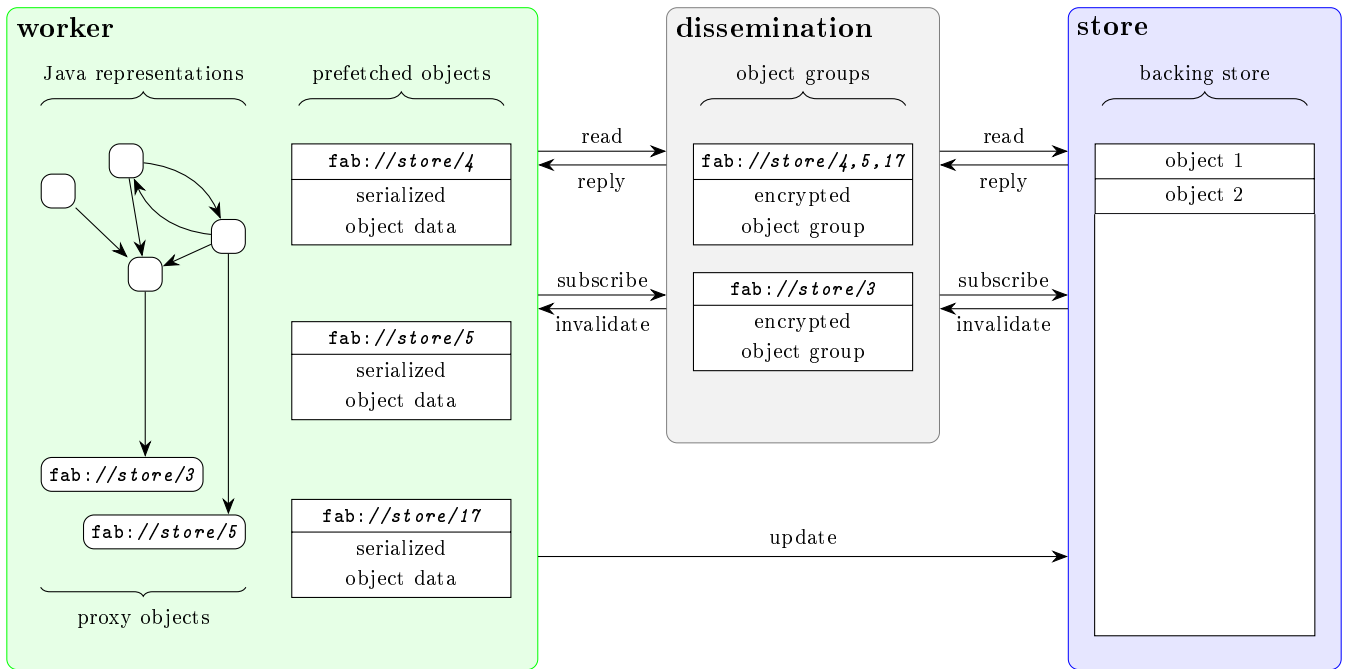 worker
Java representations
fab://store/3
fab://store/5
proxy objects
prefetched objects
fab://store/4
serialized
object data
fab://store/5
serialized
object data
fab://store/17
serialized
object data
read
reply
subscribe
invalidate
dissemination
object groups
fab://store/4,5,17
encrypted
object group
fab://store/3
encrypted
object group
read
reply
subscribe
invalidate
update
store
backing store
object 1
object 2